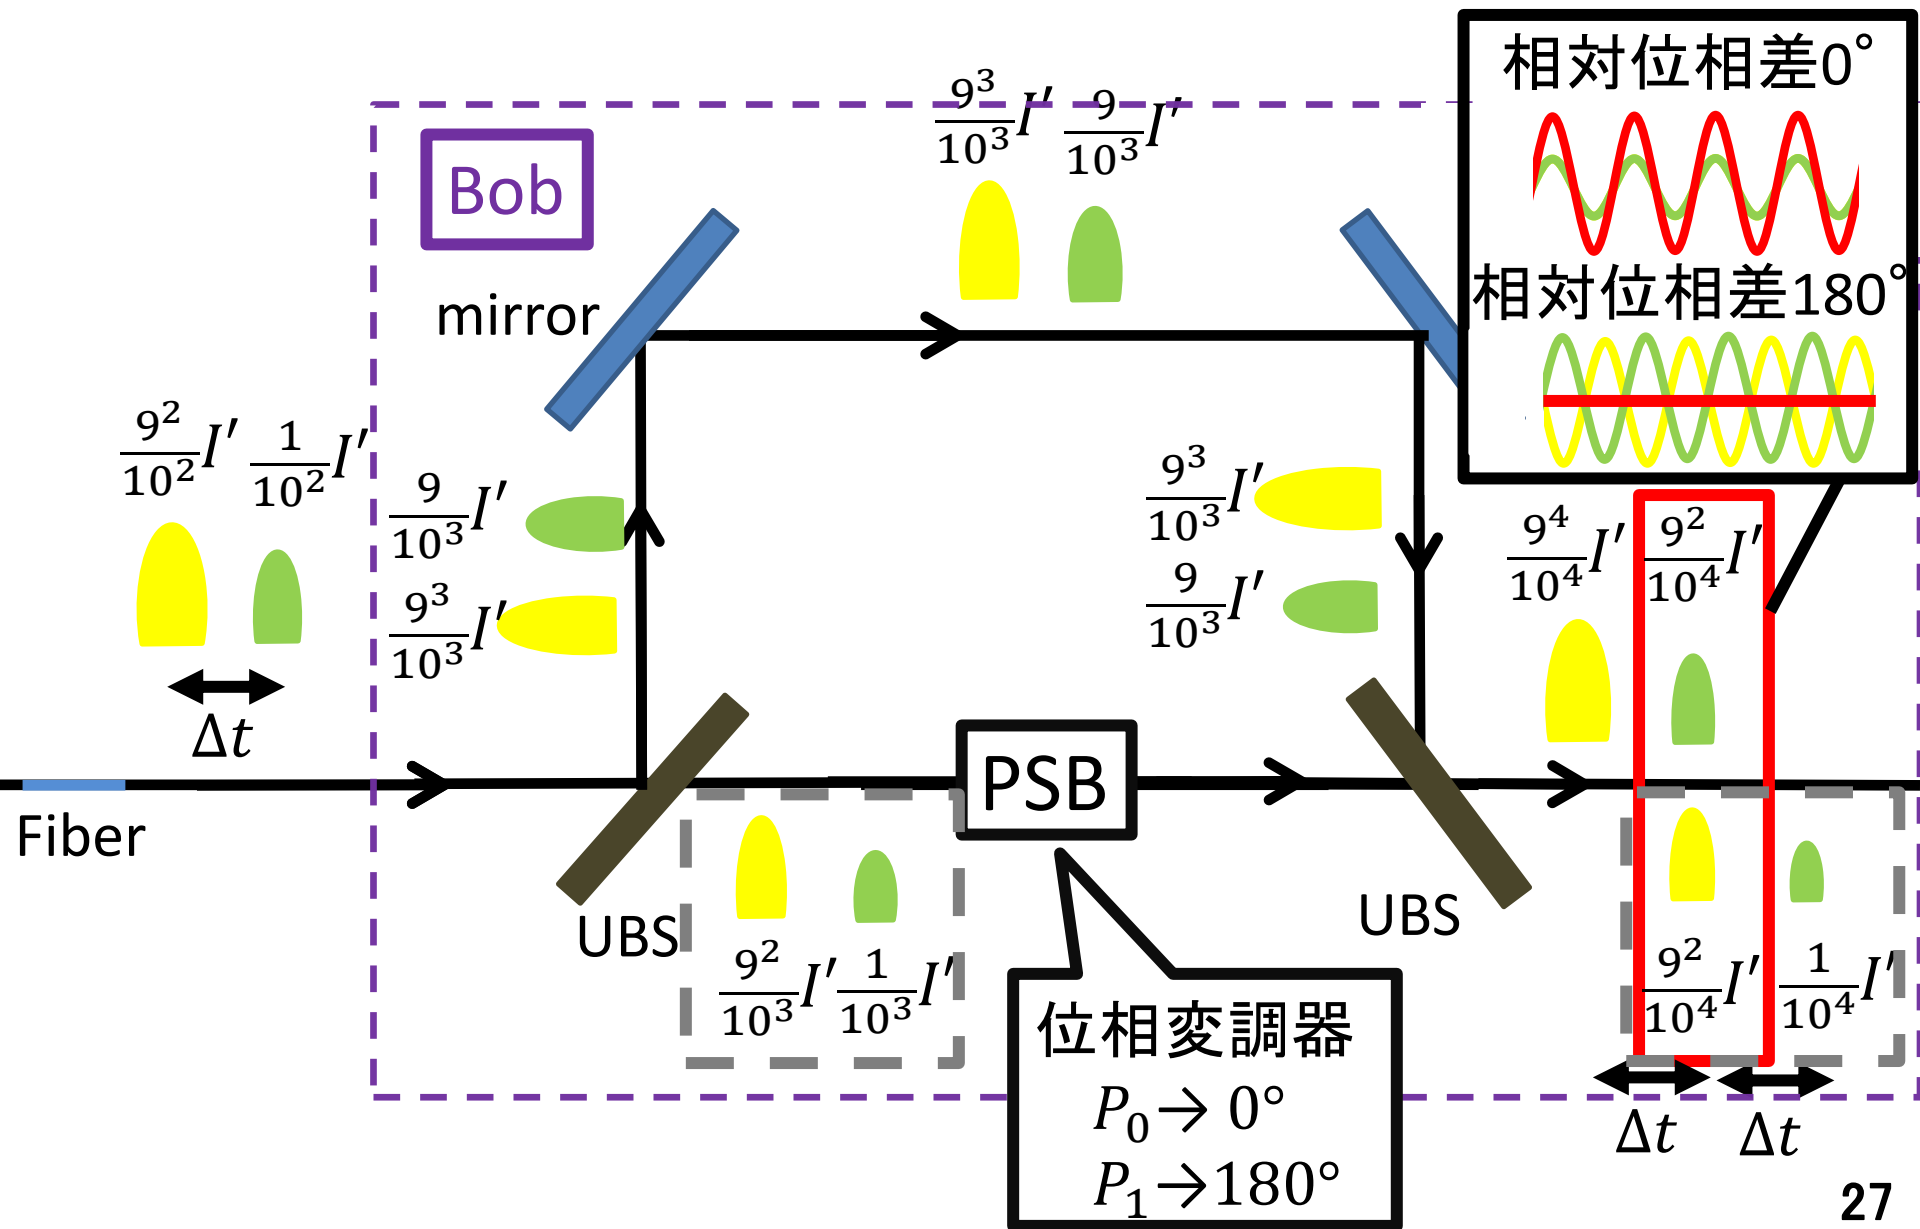 相対位相差0°
相対位相差180°
9³/10³ I′ 9/10³ I′
Bob
mirror
9²/10² I′ 1/10² I′
9/10³ I′
9³/10³ I′
9³/10³ I′
9/10³ I′
9⁴/10⁴ I′ 9²/10⁴ I′
Δt
Fiber
PSB
UBS
UBS
9²/10³ I′ 1/10³ I′
9²/10⁴ I′ 1/10⁴ I′
位相変調器
P₀→ 0°
P₁→180°
Δt Δt
27